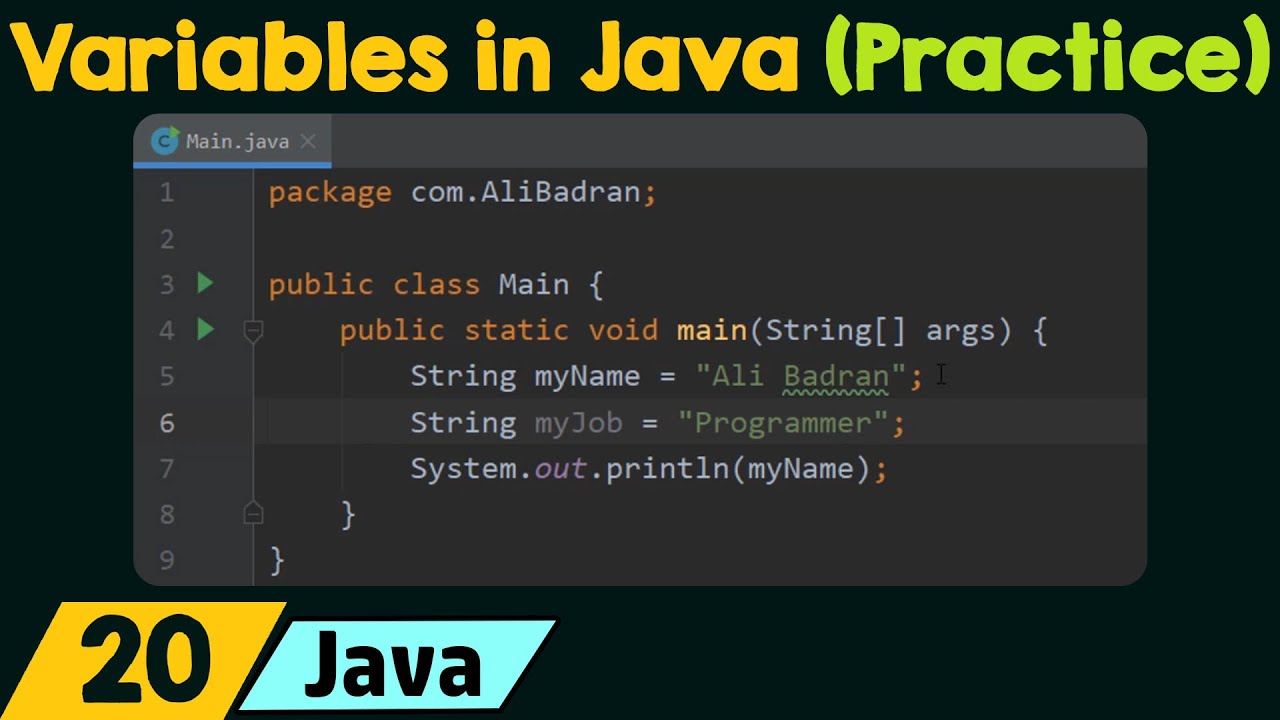 Variables in Java (Practice)
Main.java
1 package com.AliBadran;
2
3 public class Main {
4 public static void main(String[] args) {
5 String myName = "Ali Badran";
6 String myJob = "Programmer";
7 System.out.println(myName);
8 }
9 }
20 Java